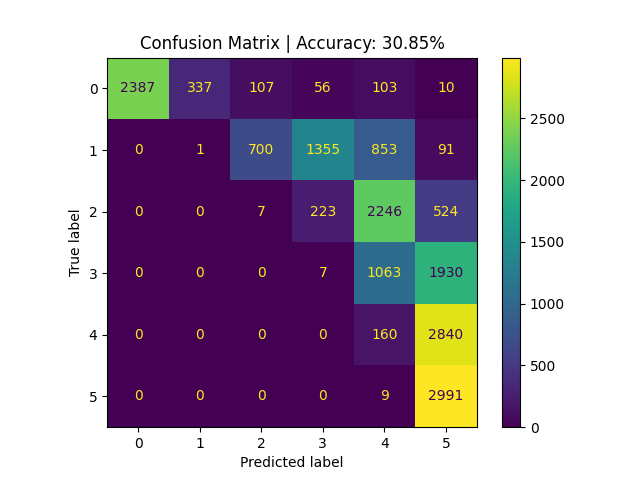 Confusion Matrix | Accuracy: 30.85%
0 2387 337 107 56 103 10
1 0 1 700 1355 853 91
2 0 0 7 223 2246 524
3 0 0 0 7 1063 1930
4 0 0 0 0 160 2840
5 0 0 0 0 9 2991
0 1 2 3 4 5
True label
Predicted label
2500
2000
1500
1000
500
0